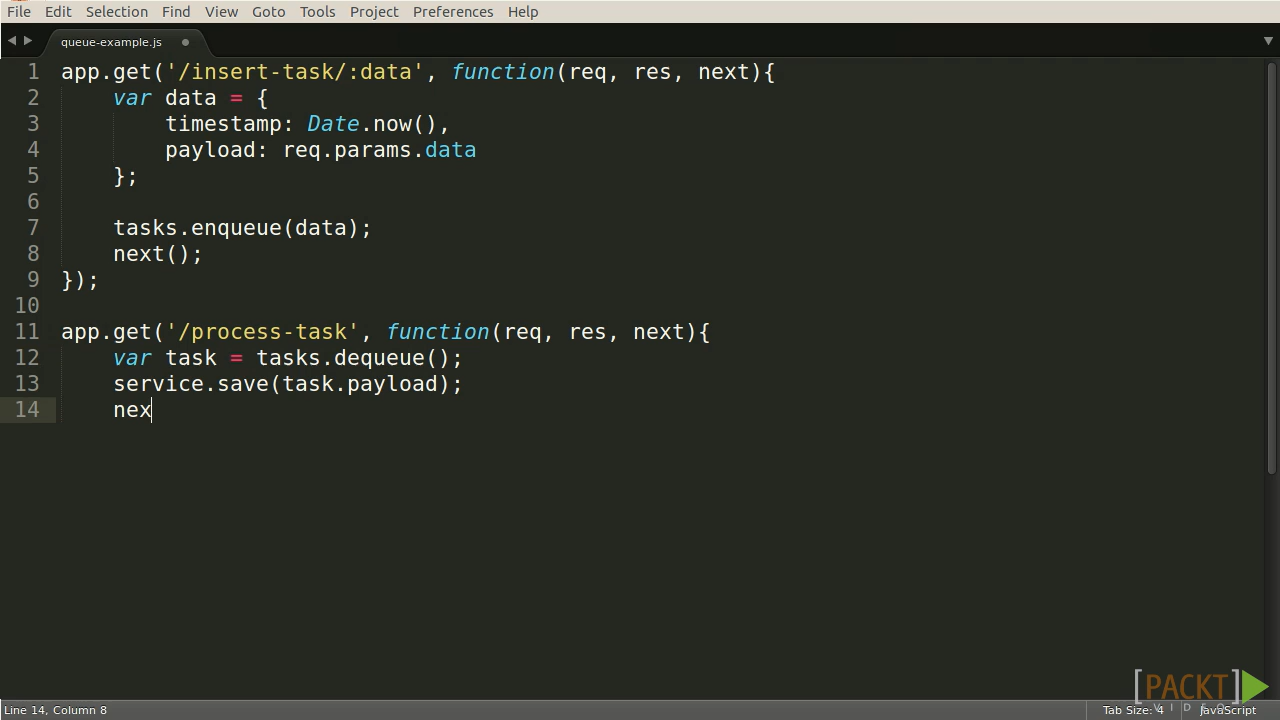 File Edit Selection Find View Goto Tools Project Preferences Help
queue-example.js
1 app.get('/insert-task/:data', function(req, res, next){
2 var data = {
3 timestamp: Date.now(),
4 payload: req.params.data
5 };
6
7 tasks.enqueue(data);
8 next();
9 });
10
11 app.get('/process-task', function(req, res, next){
12 var task = tasks.dequeue();
13 service.save(task.payload);
14 nex
[PACKT]
VIDEO
Line 14, Column 8 Tab Size: 4 JavaScript